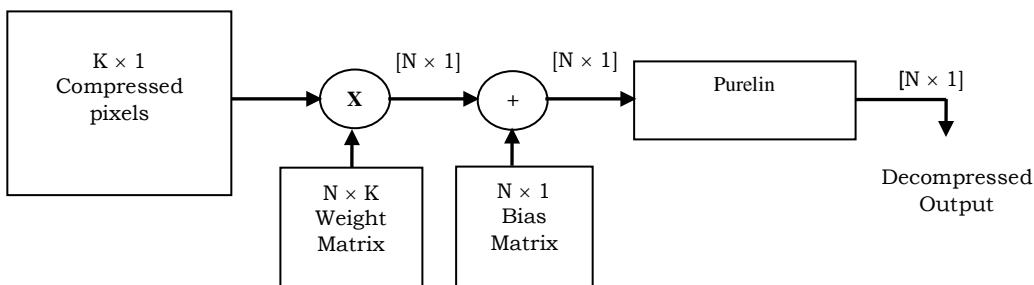 K × 1
Compressed
pixels
X
[N × 1]
+
[N × 1]
Purelin
[N × 1]
N × K
Weight
Matrix
N × 1
Bias
Matrix
Decompressed
Output